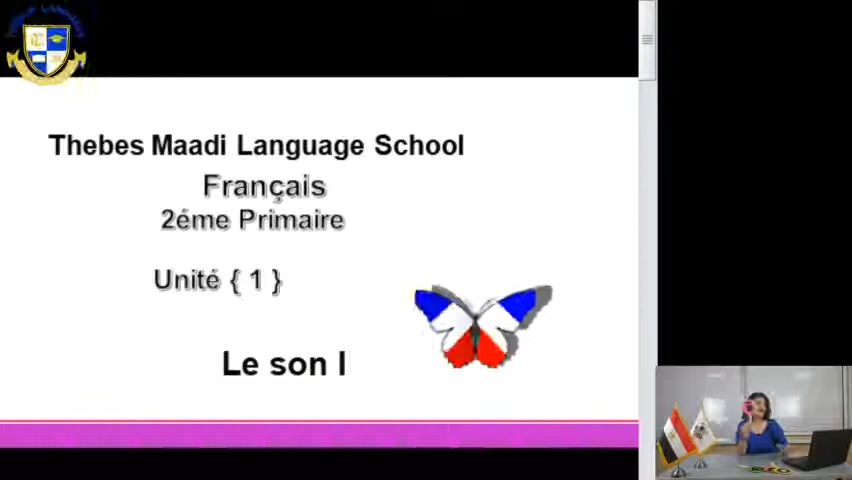 Thebes Maadi Language School
Français
2éme Primaire
Unité { 1 }
Le son I